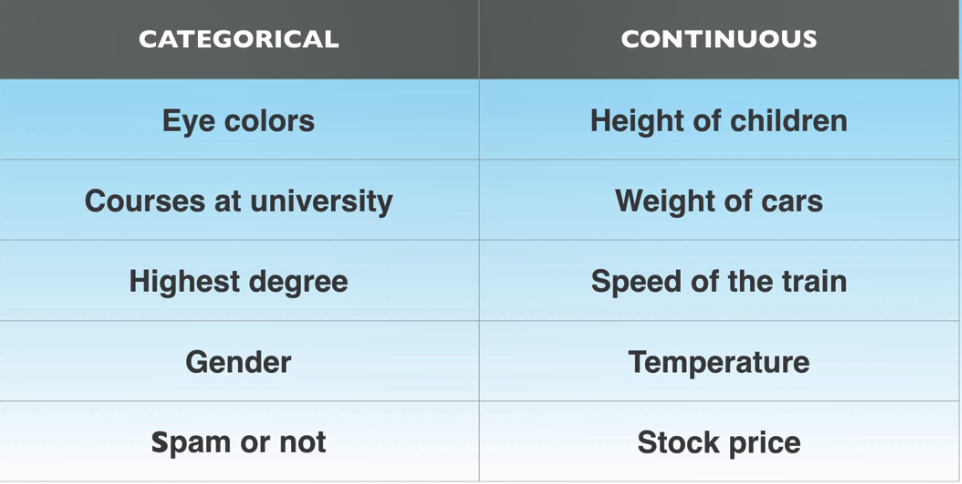 CATEGORICAL CONTINUOUS
Eye colors Height of children
Courses at university Weight of cars
Highest degree Speed of the train
Gender Temperature
Spam or not Stock price